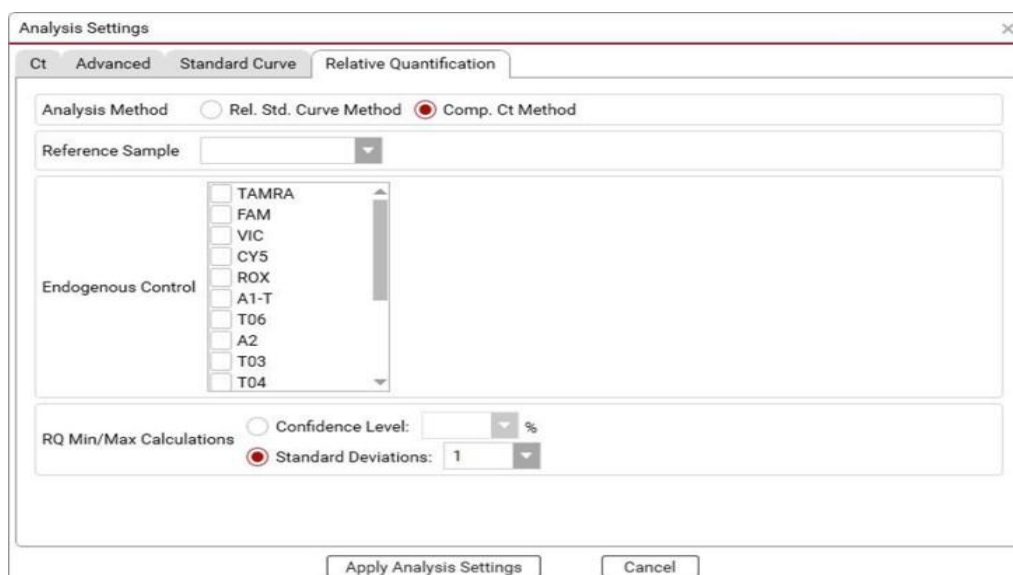 Analysis Settings
Ct Advanced Standard Curve Relative Quantification
Analysis Method Rel. Std. Curve Method Comp. Ct Method
Reference Sample
Endogenous Control
TAMRA
FAM
VIC
CY5
ROX
A1-T
T06
A2
T03
T04
RQ Min/Max Calculations
Confidence Level: %
Standard Deviations: 1
Apply Analysis Settings Cancel